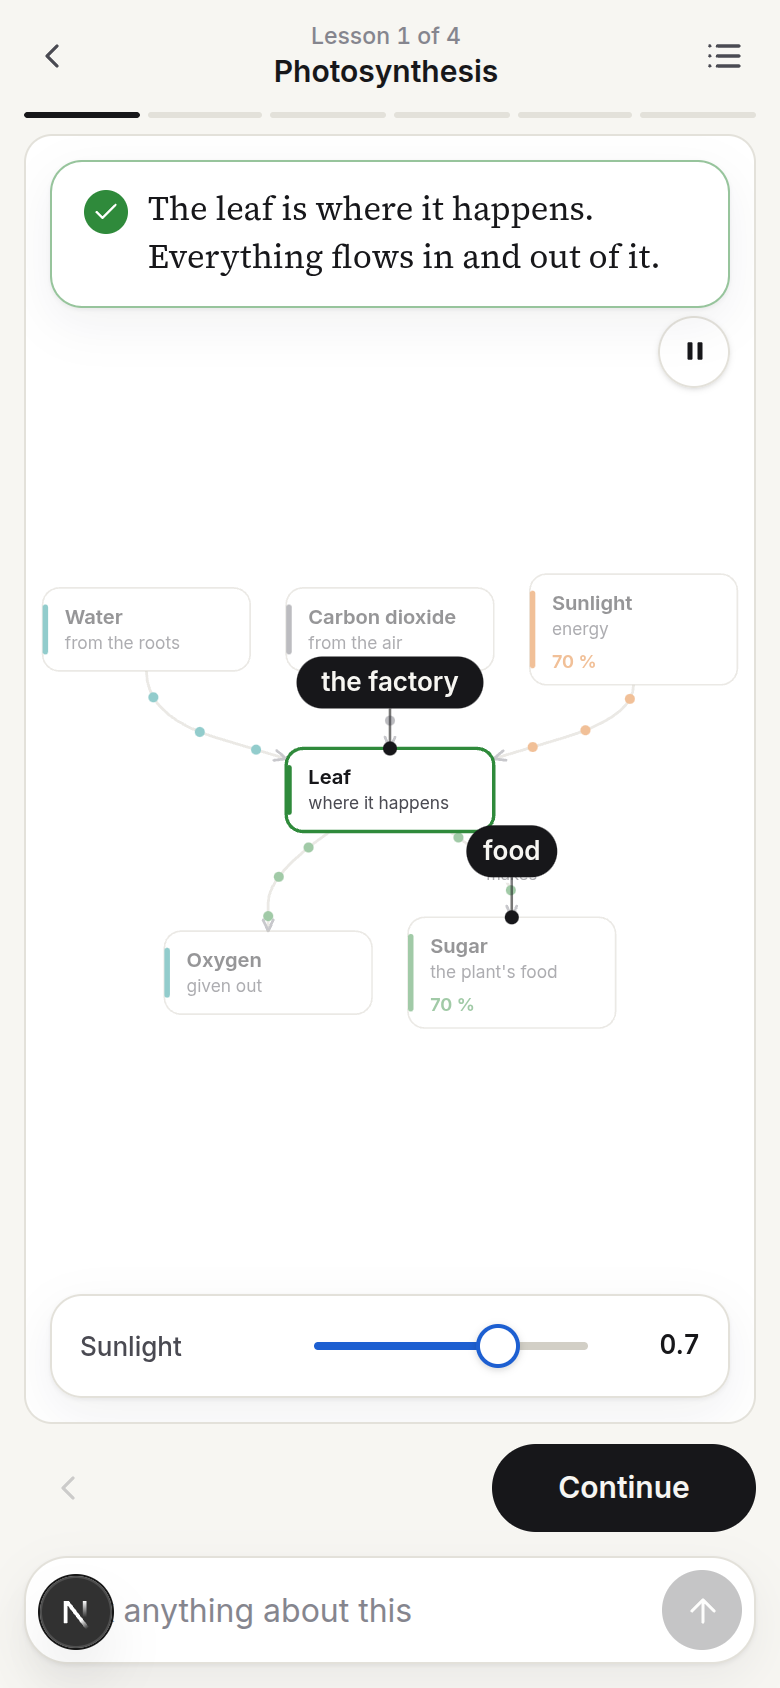 Lesson 1 of 4
Photosynthesis
The leaf is where it happens.
Everything flows in and out of it.
Water
from the roots
Carbon dioxide
from the air
Sunlight
energy
70 %
the factory
Leaf
where it happens
food
makes
Oxygen
given out
Sugar
the plant's food
70 %
Sunlight
0.7
Continue
N
anything about this